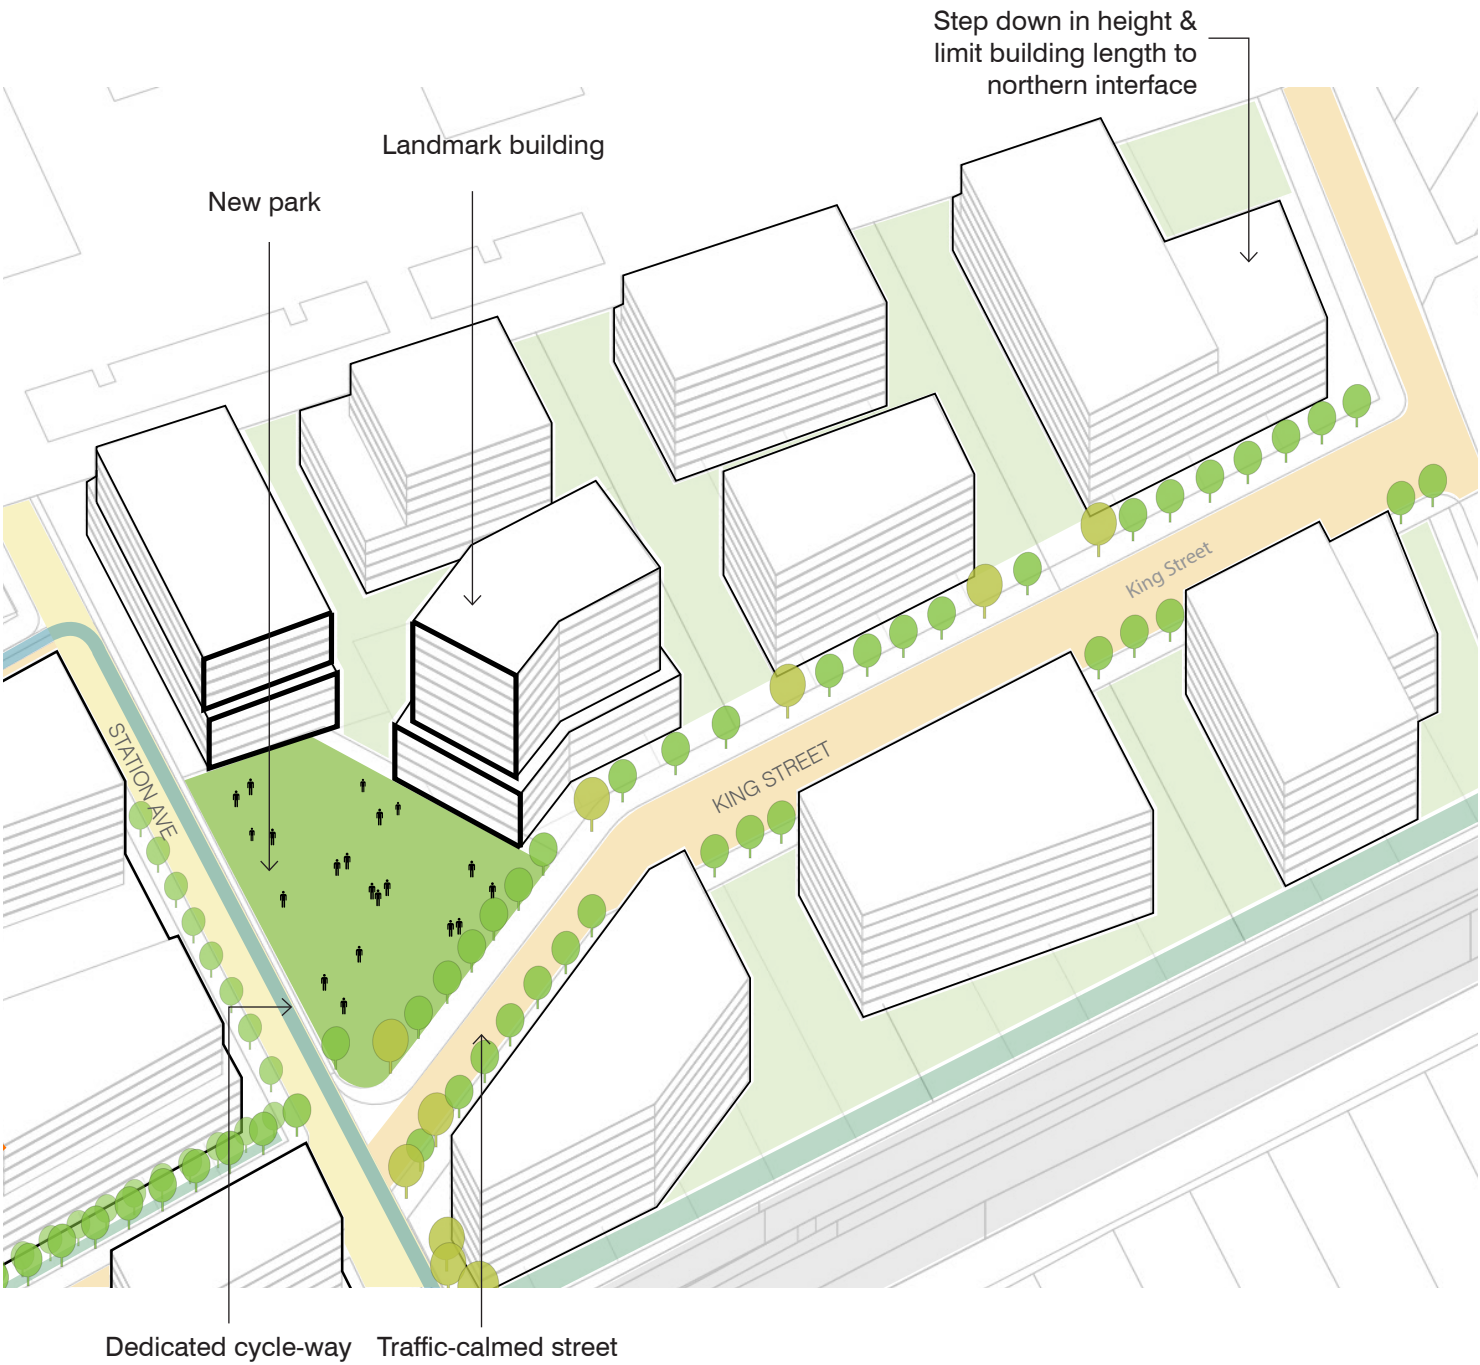 Step down in height &
limit building length to
northern interface
Landmark building
New park
King Street
STATION AVE
KING STREET
Dedicated cycle-way
Traffic-calmed street